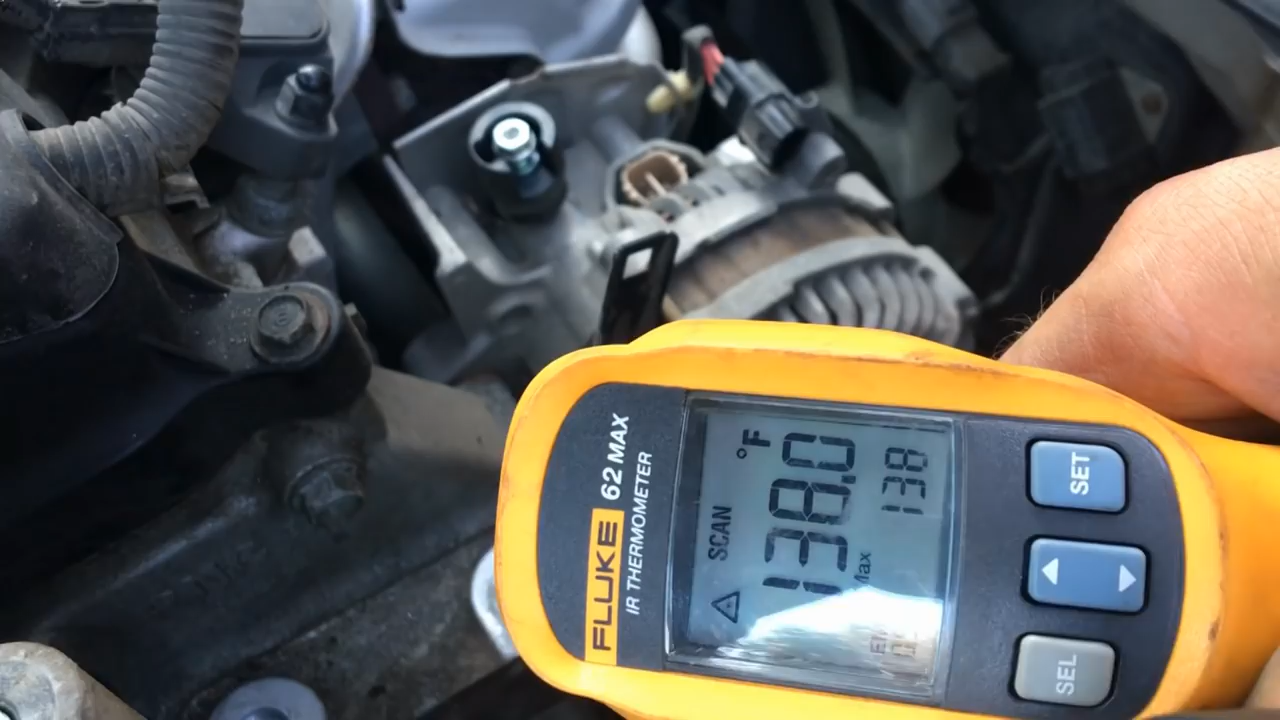 FLUKE 62 MAX
IR THERMOMETER
°F
SCAN
138.0
138
Max
SET
SEL